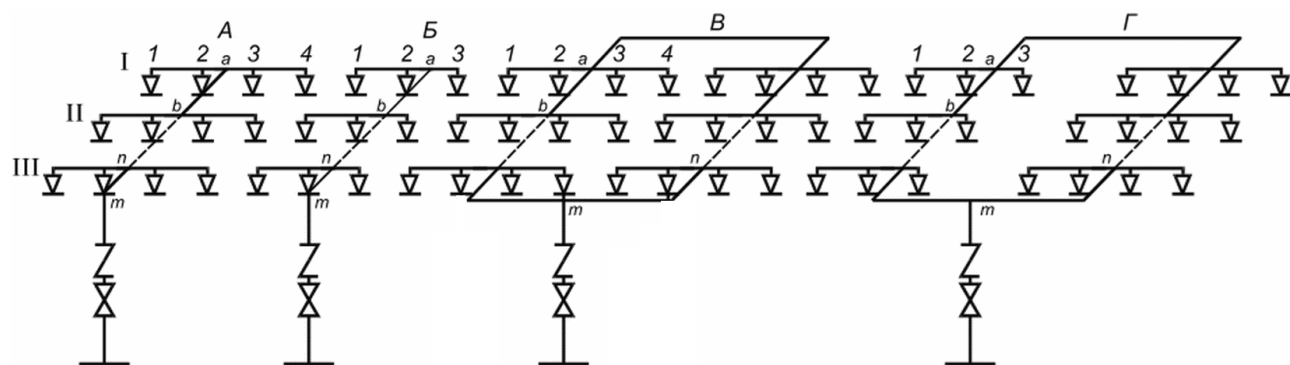 А Б В Г
I 1 2 a 3 4 1 2 a 3 1 2 a 3 4 1 2 a 3
II b b b b
III n n n n
m m m m